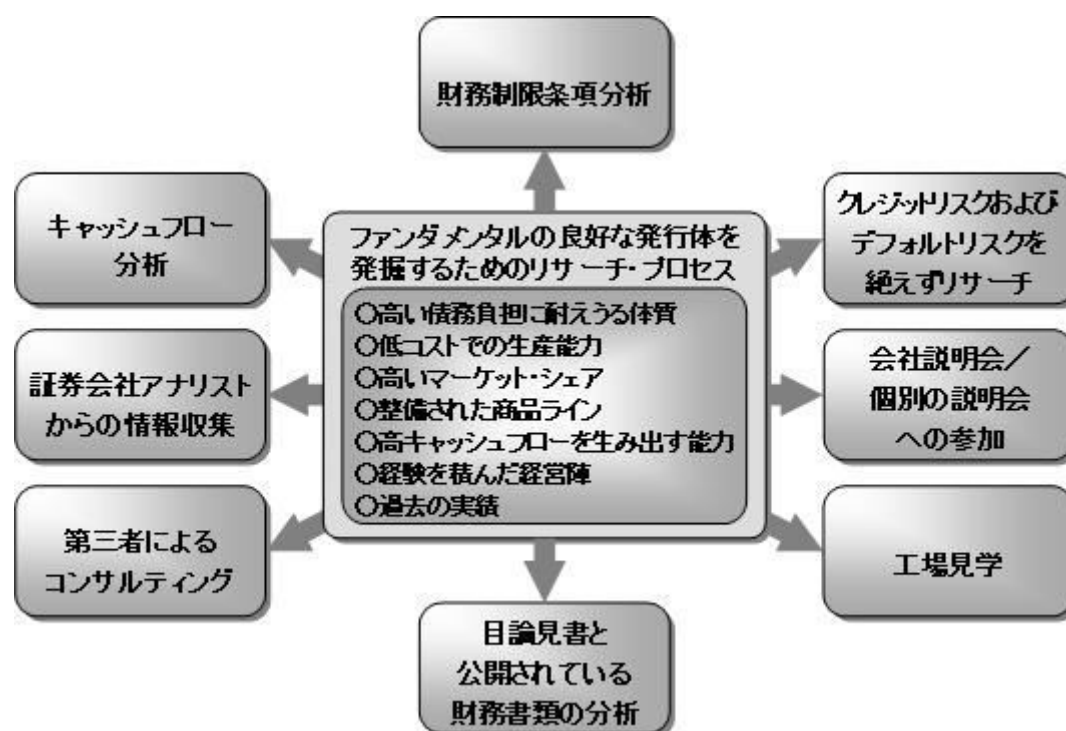 財務制限条項分析
キャッシュフロー
分析
クレジットリスクおよび
デフォルトリスクを
絶えずリサーチ
ファンダメンタルの良好な発行体を
発掘するためのリサーチ・プロセス
○高い債務負担に耐えうる体質
○低コストでの生産能力
○高いマーケット・シェア
○整備された商品ライン
○高キャッシュフローを生み出す能力
○経験を積んだ経営陣
○過去の実績
証券会社アナリスト
からの情報収集
会社説明会／
個別の説明会
への参加
第三者による
コンサルティング
工場見学
目論見書と
公開されている
財務書類の分析